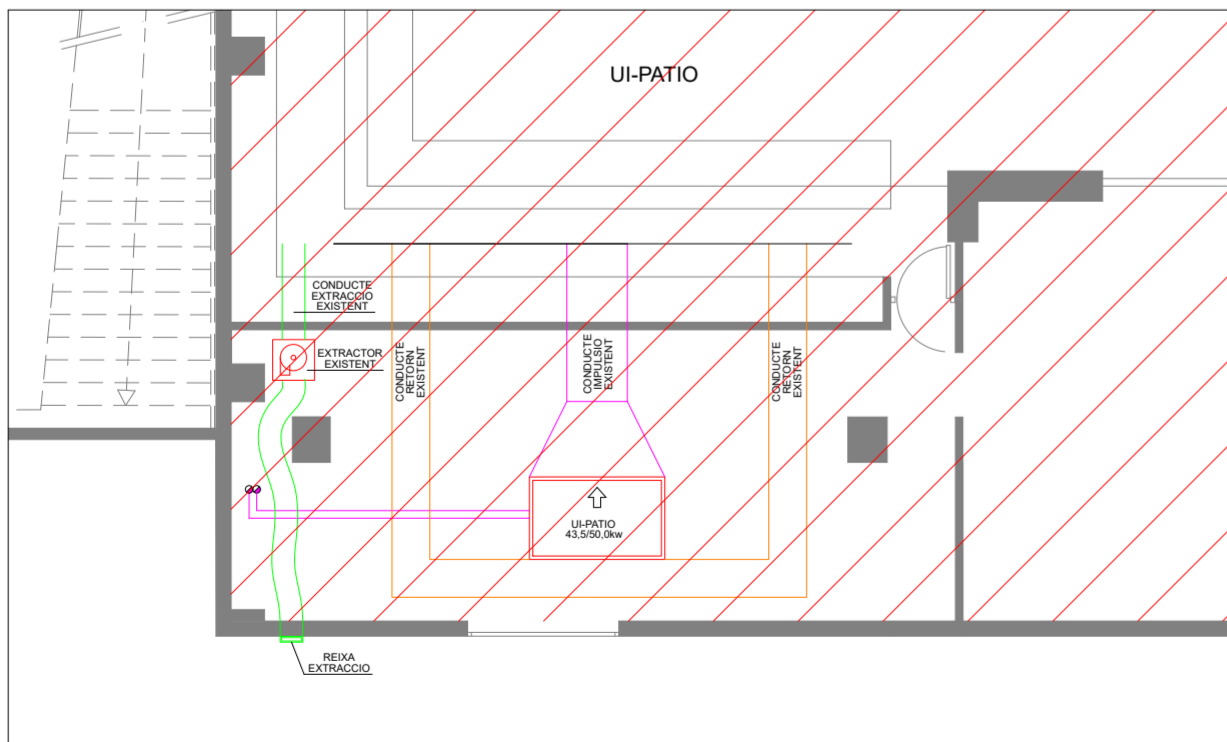 UI-PATIO
CONDUCTE
EXTRACCIO
EXISTENT
EXTRACTOR
EXISTENT
CONDUCTE
RETORN
EXISTENT
CONDUCTE
IMPULSIO
EXISTENT
CONDUCTE
RETORN
EXISTENT
UI-PATIO
43,5/50,0kw
REIXA
EXTRACCIO